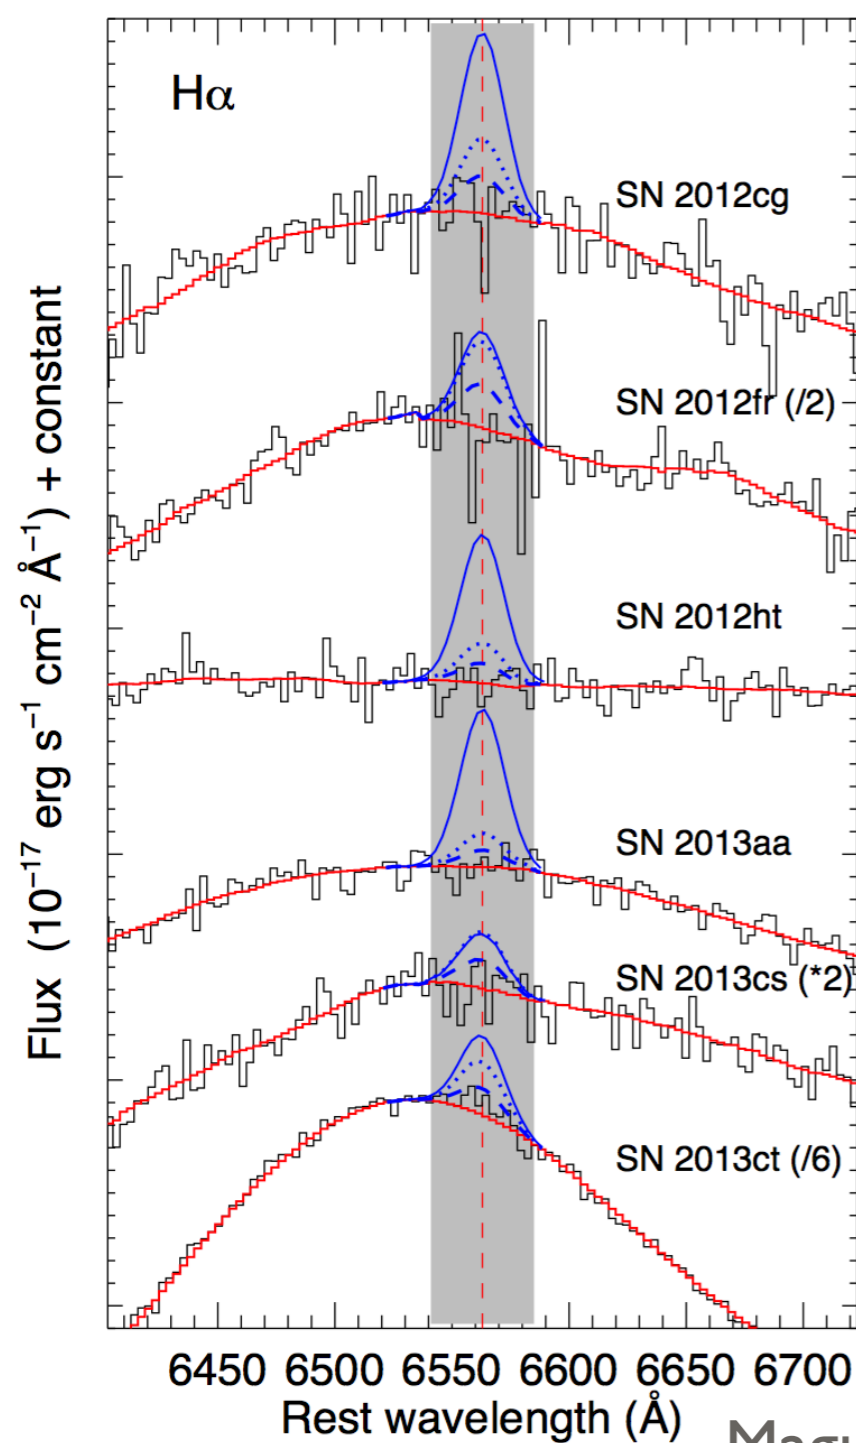 Hα
SN 2012cg
SN 2012fr (/2)
SN 2012ht
SN 2013aa
SN 2013cs (*2)
SN 2013ct (/6)
Flux (10⁻¹⁷ erg s⁻¹ cm⁻² Å⁻¹) + constant
6450 6500 6550 6600 6650 6700
Rest wavelength (Å)